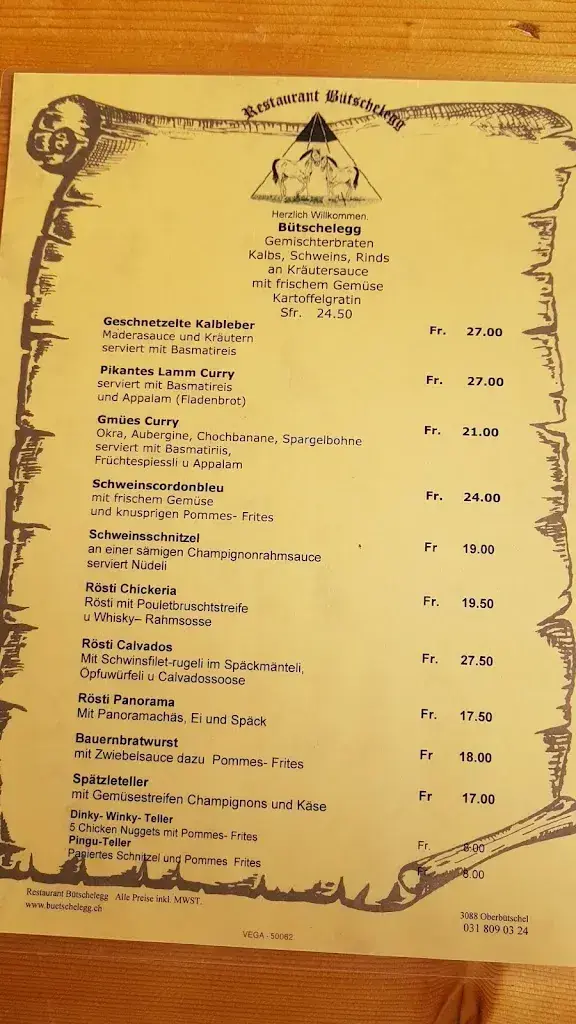 Restaurant Bütschelegg
Herzlich Willkommen.
Bütschelegg
Gemischterbraten
Kalbs, Schweins, Rinds
an Kräutersauce
mit frischem Gemüse
Kartoffelgratin
Sfr. 24.50
Geschnetzelte Kalbleber Fr. 27.00
Maderasauce und Kräutern
serviert mit Basmatireis
Pikantes Lamm Curry Fr. 27.00
serviert mit Basmatireis
und Appalam (Fladenbrot)
Gmües Curry Fr. 21.00
Okra, Aubergine, Chochbanane, Spargelbohne
serviert mit Basmatiriis,
Früchtespiessli u Appalam
Schweinscordonbleu Fr. 24.00
mit frischem Gemüse
und knusprigen Pommes- Frites
Schweinsschnitzel Fr 19.00
an einer sämigen Champignonrahmsauce
serviert Nüdeli
Rösti Chickeria Fr. 19.50
Rösti mit Pouletbruschtstreife
u Whisky– Rahmsosse
Rösti Calvados Fr. 27.50
Mit Schwinsfilet-rugeli im Späckmänteli,
Öpfuwürfeli u Calvadossoose
Rösti Panorama Fr. 17.50
Mit Panoramachäs, Ei und Späck
Bauernbratwurst Fr 18.00
mit Zwiebelsauce dazu Pommes- Frites
Spätzleteller Fr 17.00
mit Gemüsestreifen Champignons und Käse
Dinky- Winky- Teller
5 Chicken Nuggets mit Pommes- Frites Fr. 8.00
Pingu-Teller
Paniertes Schnitzel und Pommes Frites Fr. 8.00
Restaurant Bütschelegg Alle Preise inkl. MWST.
www.buetschelegg.ch
3088 Oberbütschel
031 809 03 24
VEGA - 50082